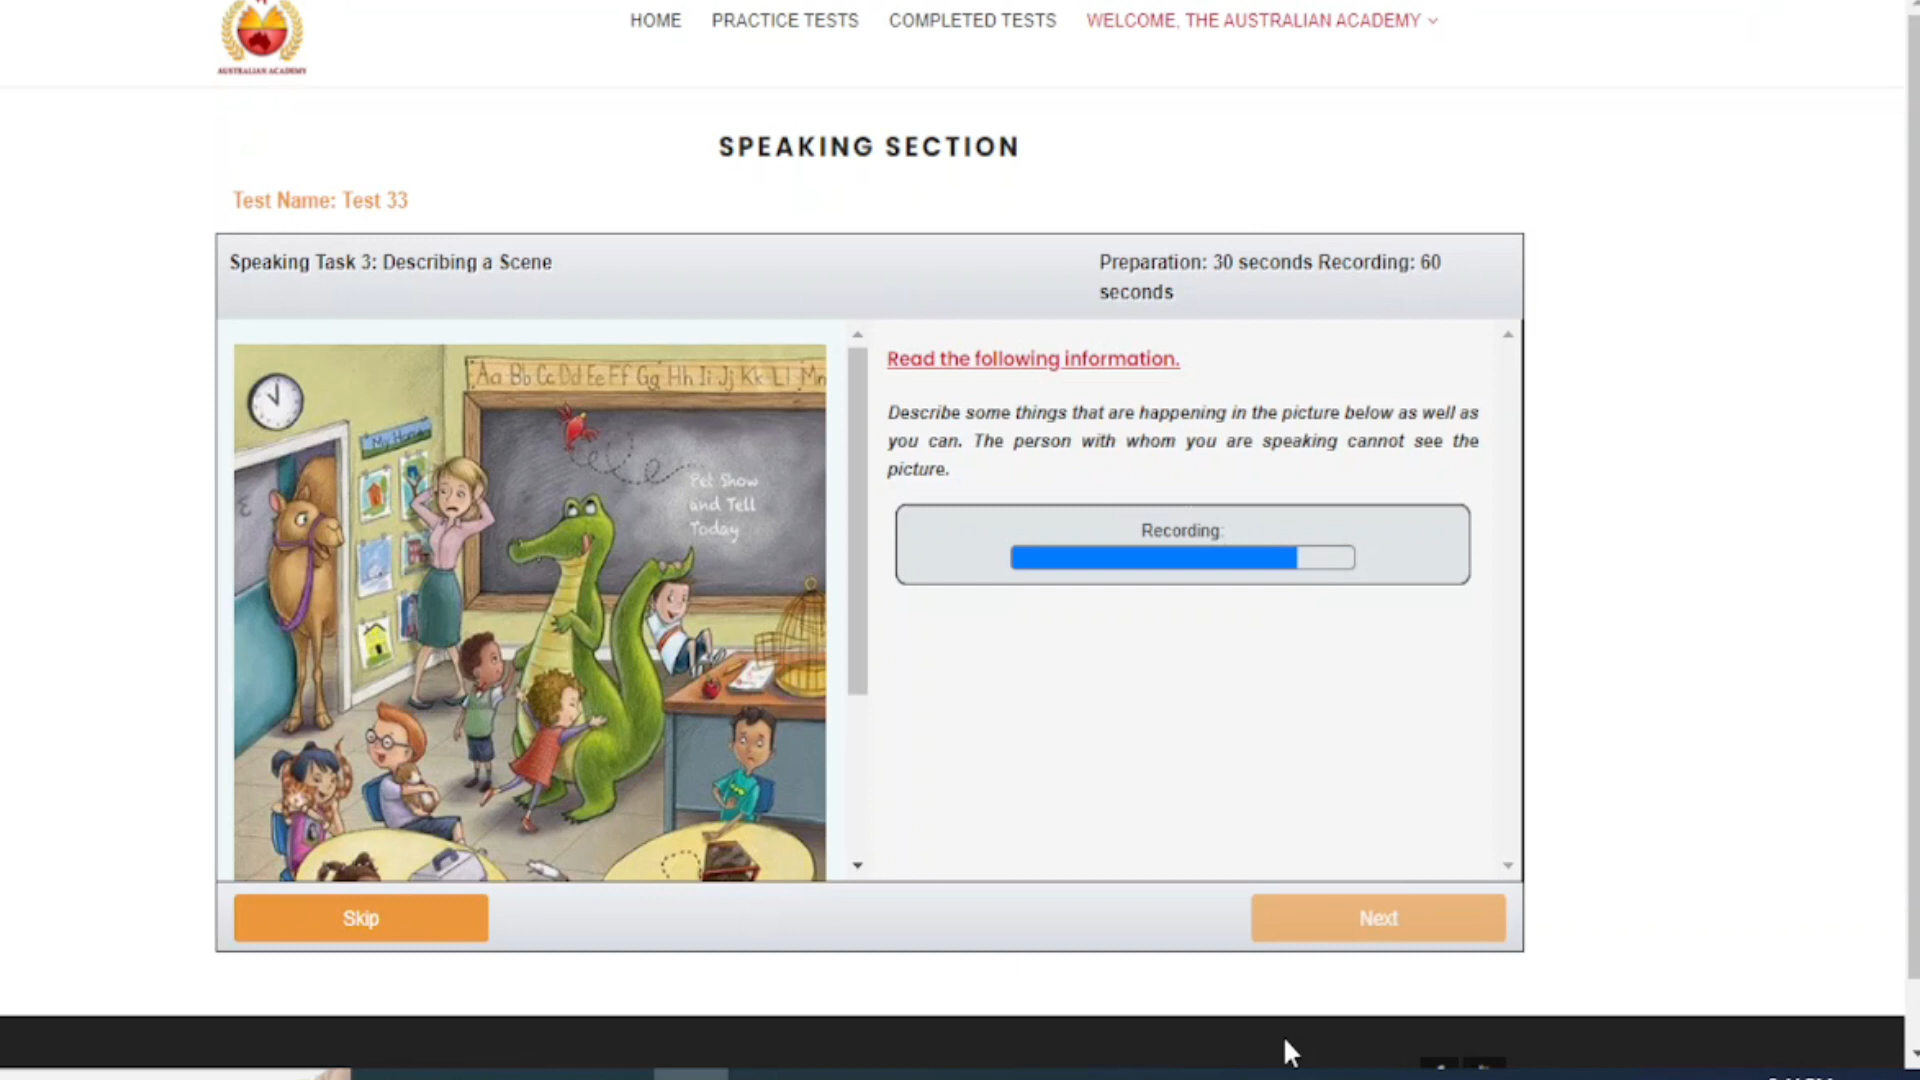 HOME PRACTICE TESTS COMPLETED TESTS WELCOME, THE AUSTRALIAN ACADEMY
AUSTRALIAN ACADEMY
SPEAKING SECTION
Test Name: Test 33
Speaking Task 3: Describing a Scene
Preparation: 30 seconds Recording: 60
seconds
Aa Bb Cc Dd Ee Ff Gg Hh Ii Jj Kk Ll Mm
Pet Show
and Tell
Today
Read the following information.
Describe some things that are happening in the picture below as well as
you can. The person with whom you are speaking cannot see the
picture.
Recording:
Skip
Next